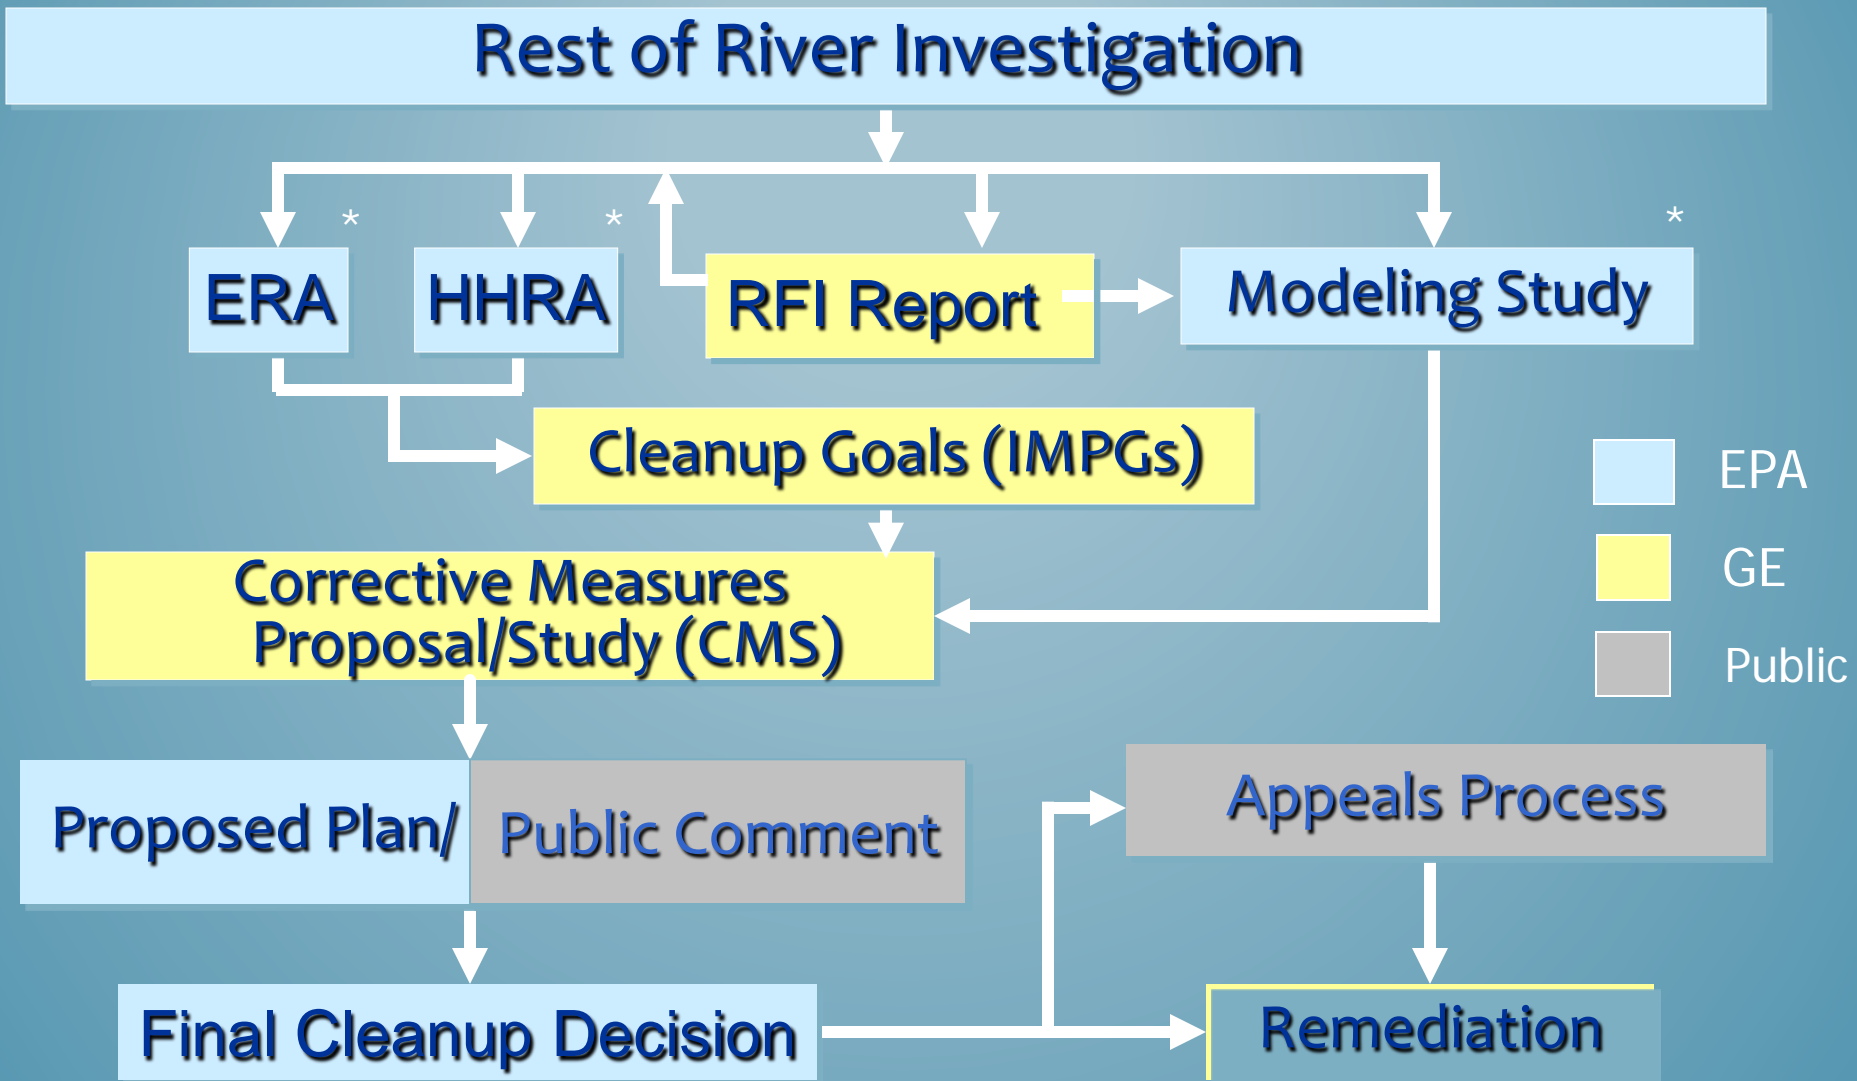 Rest of River Investigation
* * *
ERA
HHRA
RFI Report
Modeling Study
Cleanup Goals (IMPGs)
EPA
GE
Public
Corrective Measures
Proposal/Study (CMS)
Proposed Plan/
Public Comment
Appeals Process
Final Cleanup Decision
Remediation